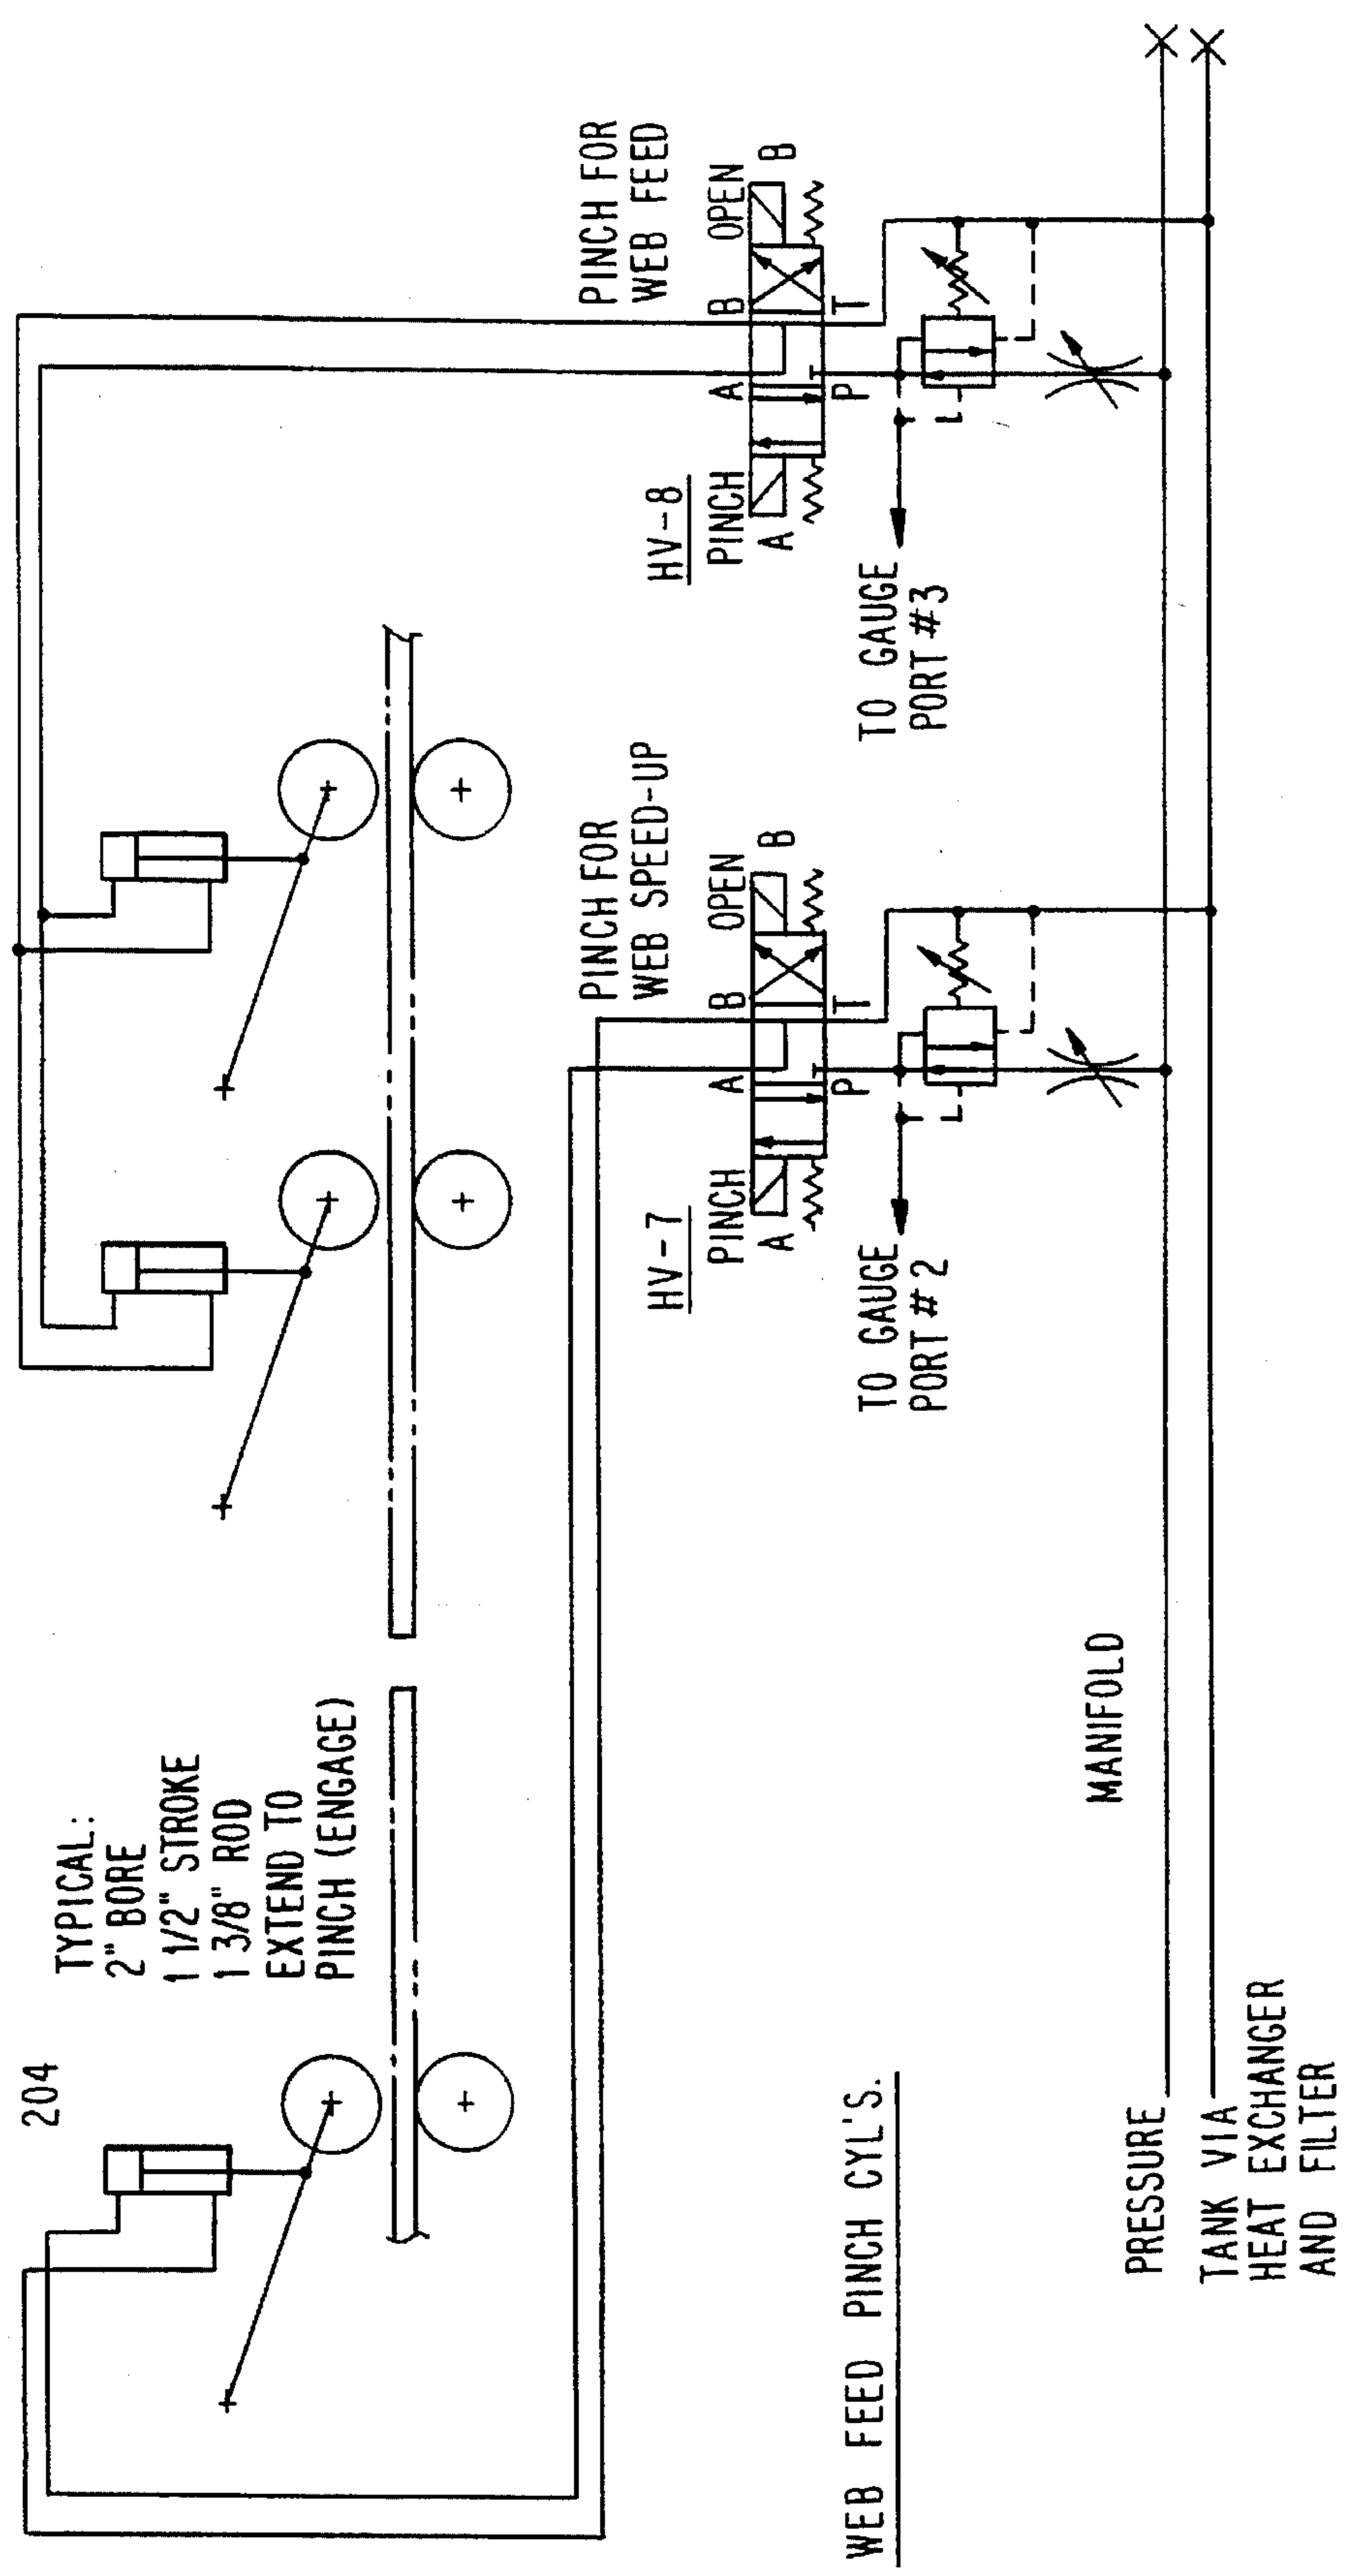 204
TYPICAL:
2" BORE
1 1/2" STROKE
1 3/8" ROD
EXTEND TO
PINCH (ENGAGE)
PINCH FOR
WEB SPEED-UP
HV-7
PINCH
A
A
B
OPEN
B
P
T
TO GAUGE
PORT #2
PINCH FOR
WEB FEED
HV-8
PINCH
A
A
B
OPEN
B
P
T
TO GAUGE
PORT #3
WEB FEED PINCH CYL'S.
MANIFOLD
PRESSURE
TANK VIA
HEAT EXCHANGER
AND FILTER